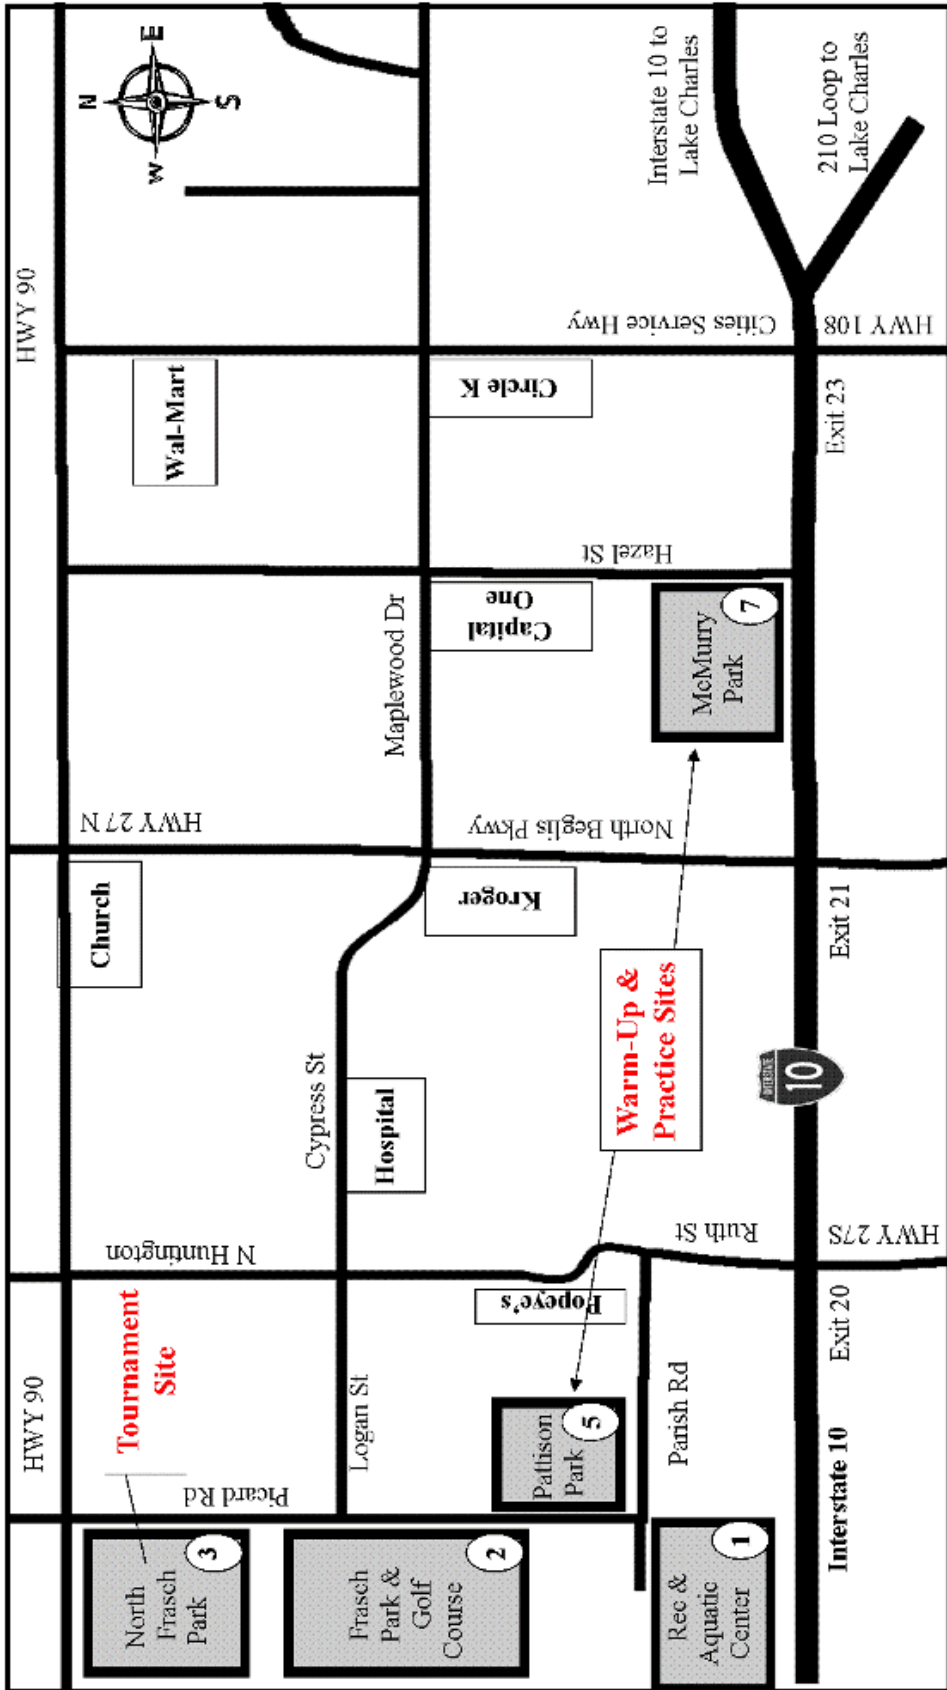 HWY 90
HWY 90
N
E
S
W
Tournament
Site
North
Frasch
Park
3
Picard Rd
N Huntington
Church
HWY 27 N
Wal-Mart
Frasch
Park &
Golf
Course
2
Logan St
Cypress St
Hospital
Maplewood Dr
Kroger
Capital
One
Circle K
Pattison
Park
5
Popeye's
Warm-Up &
Practice Sites
North Beglis Pkwy
Hazel St
Cities Service Hwy
Interstate 10 to
Lake Charles
Rec &
Aquatic
Center
1
Parish Rd
Ruth St
McMurry
Park
7
INTERSTATE
10
Interstate 10
Exit 20
HWY 27S
Exit 21
Exit 23
HWY 108
210 Loop to
Lake Charles